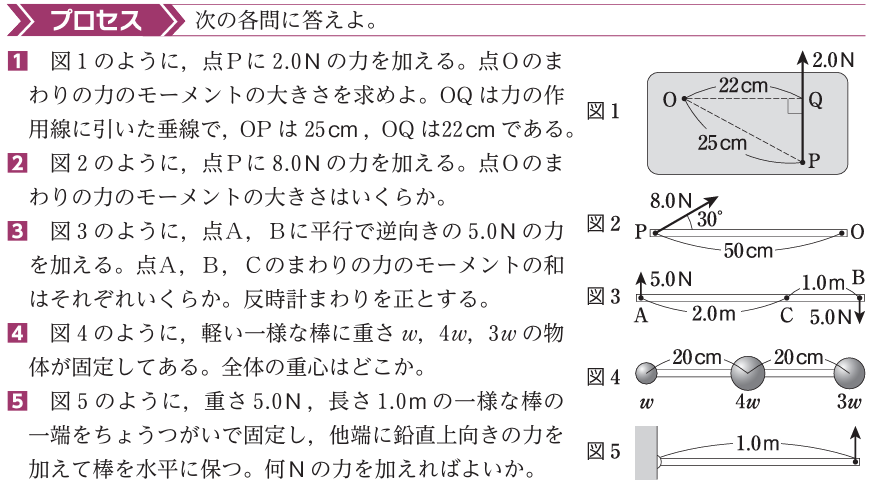 プロセス 次の各問に答えよ。
1 図1のように，点Pに2.0Nの力を加える。点Oのま
わりの力のモーメントの大きさを求めよ。OQは力の作
用線に引いた垂線で，OPは25cm，OQは22cmである。
2 図2のように，点Pに8.0Nの力を加える。点Oのま
わりの力のモーメントの大きさはいくらか。
3 図3のように，点A，Bに平行で逆向きの5.0Nの力
を加える。点A，B，Cのまわりの力のモーメントの和
はそれぞれいくらか。反時計まわりを正とする。
4 図4のように，軽い一様な棒に重さw，4w，3wの物
体が固定してある。全体の重心はどこか。
5 図5のように，重さ5.0N，長さ1.0mの一様な棒の
一端をちょうつがいで固定し，他端に鉛直上向きの力を
加えて棒を水平に保つ。何Nの力を加えればよいか。
2.0N
22cm
O Q
図1
25cm
P
8.0N
30°
図2 P O
50cm
5.0N 1.0m B
図3
A 2.0m C 5.0N
20cm 20cm
図4
w 4w 3w
図5 1.0m